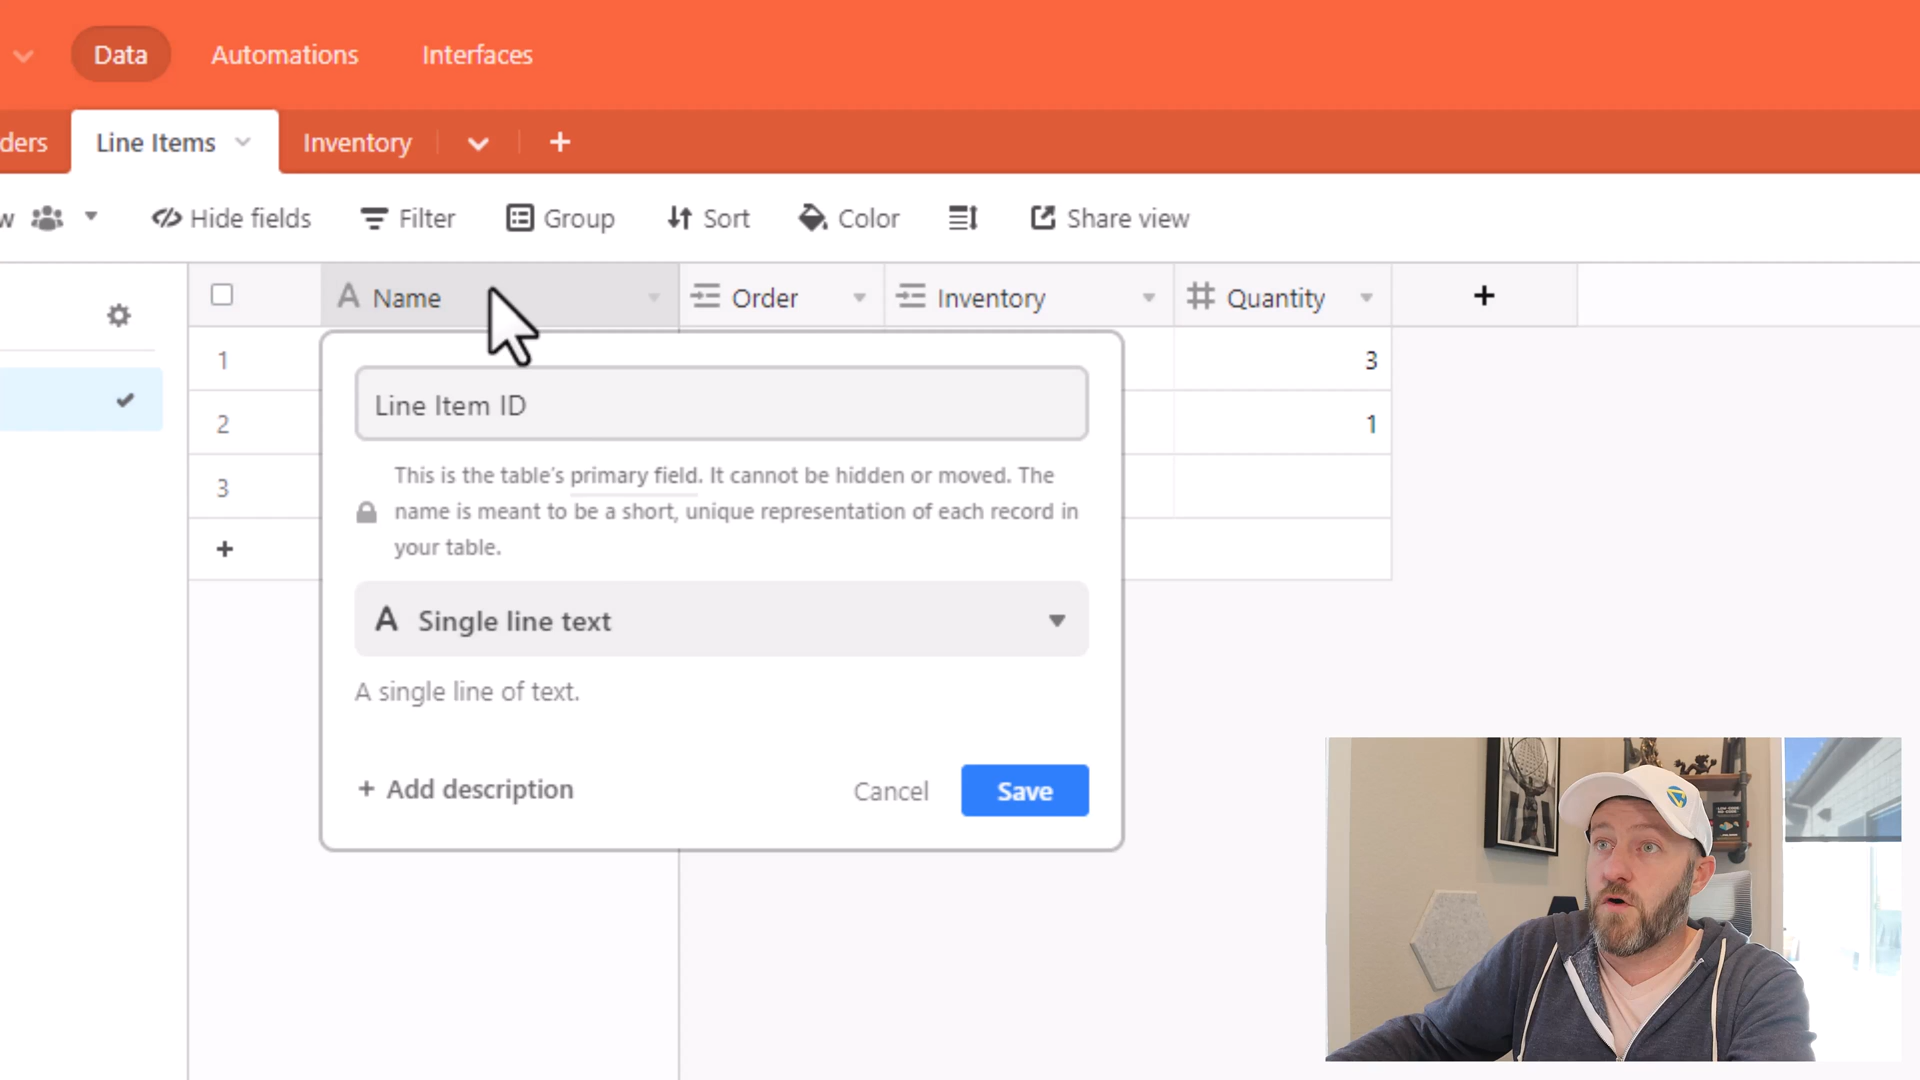 Data
Automations
Interfaces
ders
Line Items
Inventory
+
w
Hide fields
Filter
Group
Sort
Color
Share view
A Name
Order
Inventory
# Quantity
+
1
3
2
1
3
+
Line Item ID
This is the table's primary field. It cannot be hidden or moved. The
name is meant to be a short, unique representation of each record in
your table.
A Single line text
A single line of text.
+ Add description
Cancel
Save